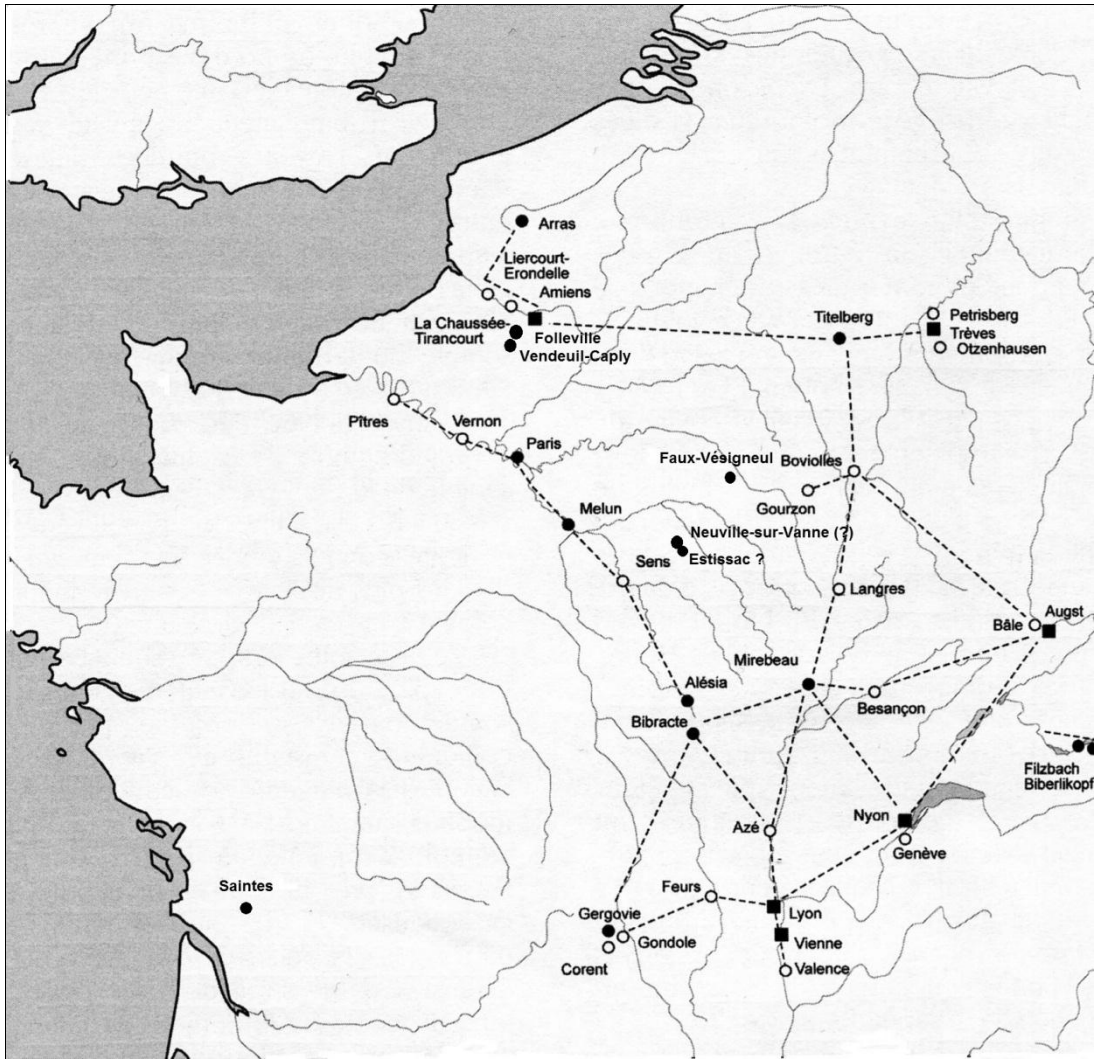 Arras
Liercourt-
Erondelle
Amiens
La Chaussée-
Tirancourt
Folleville
Vendeuil-Caply
Titelberg
Petrisberg
Trèves
Otzenhausen
Pîtres
Vernon
Paris
Faux-Vésigneul
Boviolles
Gourzon
Melun
Neuville-sur-Vanne (?)
Estissac ?
Sens
Langres
Bâle
Augst
Mirebeau
Alésia
Besançon
Bibracte
Filzbach
Biberlikopf
Nyon
Azé
Genève
Saintes
Feurs
Lyon
Gergovie
Gondole
Vienne
Corent
Valence